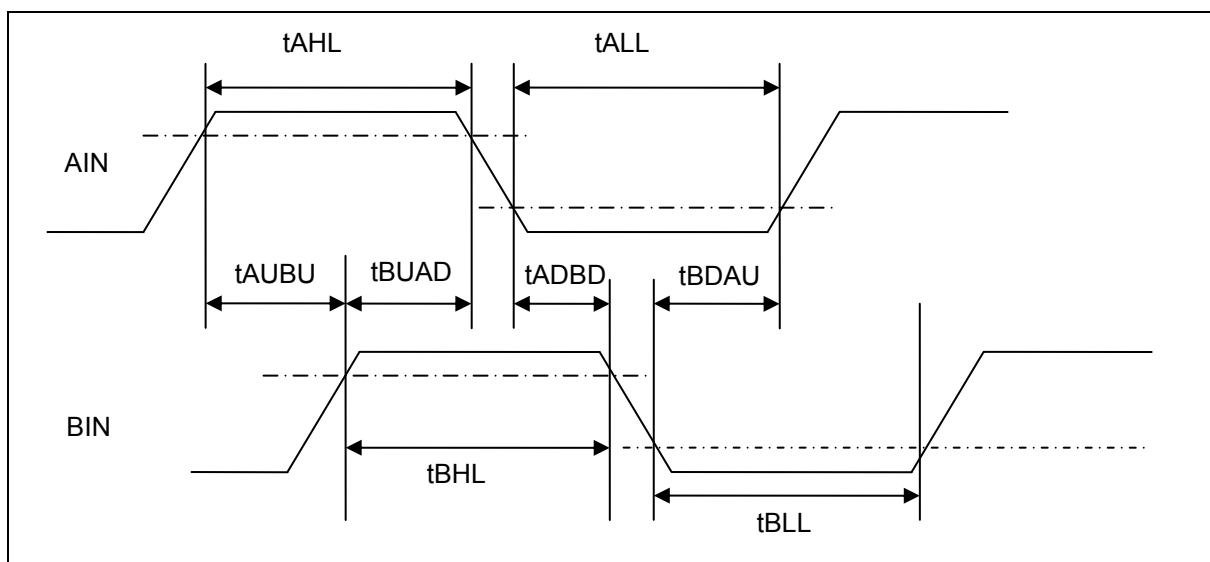 tAHL
tALL
AIN
tAUBU
tBUAD
tADBD
tBDAU
BIN
tBHL
tBLL